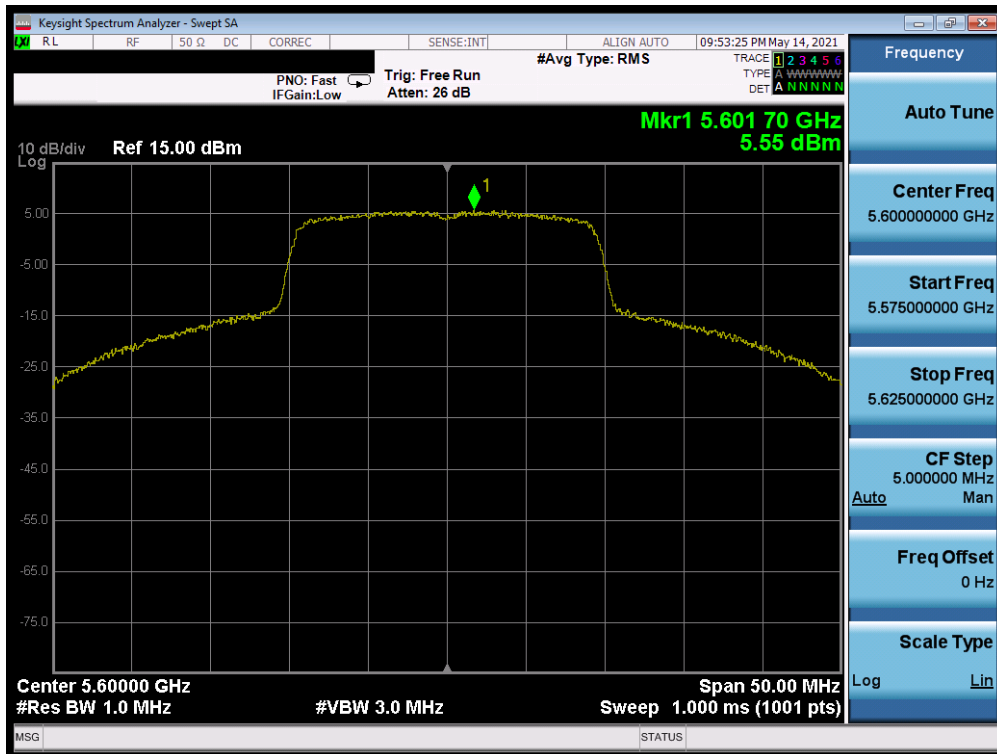 Keysight Spectrum Analyzer - Swept SA
LXI RL RF 50 Ω DC CORREC SENSE:INT ALIGN AUTO 09:53:25 PM May 14, 2021
#Avg Type: RMS
TRACE 1 2 3 4 5 6
TYPE A WWWWW
DET A N N N N N
PNO: Fast
IFGain:Low
Trig: Free Run
Atten: 26 dB
Mkr1 5.601 70 GHz
5.55 dBm
10 dB/div
Log
Ref 15.00 dBm
1
5.00
-5.00
-15.0
-25.0
-35.0
-45.0
-55.0
-65.0
-75.0
Center 5.60000 GHz
Span 50.00 MHz
#Res BW 1.0 MHz
#VBW 3.0 MHz
Sweep 1.000 ms (1001 pts)
MSG
STATUS
Frequency
Auto Tune
Center Freq
5.600000000 GHz
Start Freq
5.575000000 GHz
Stop Freq
5.625000000 GHz
CF Step
5.000000 MHz
Auto Man
Freq Offset
0 Hz
Scale Type
Log Lin